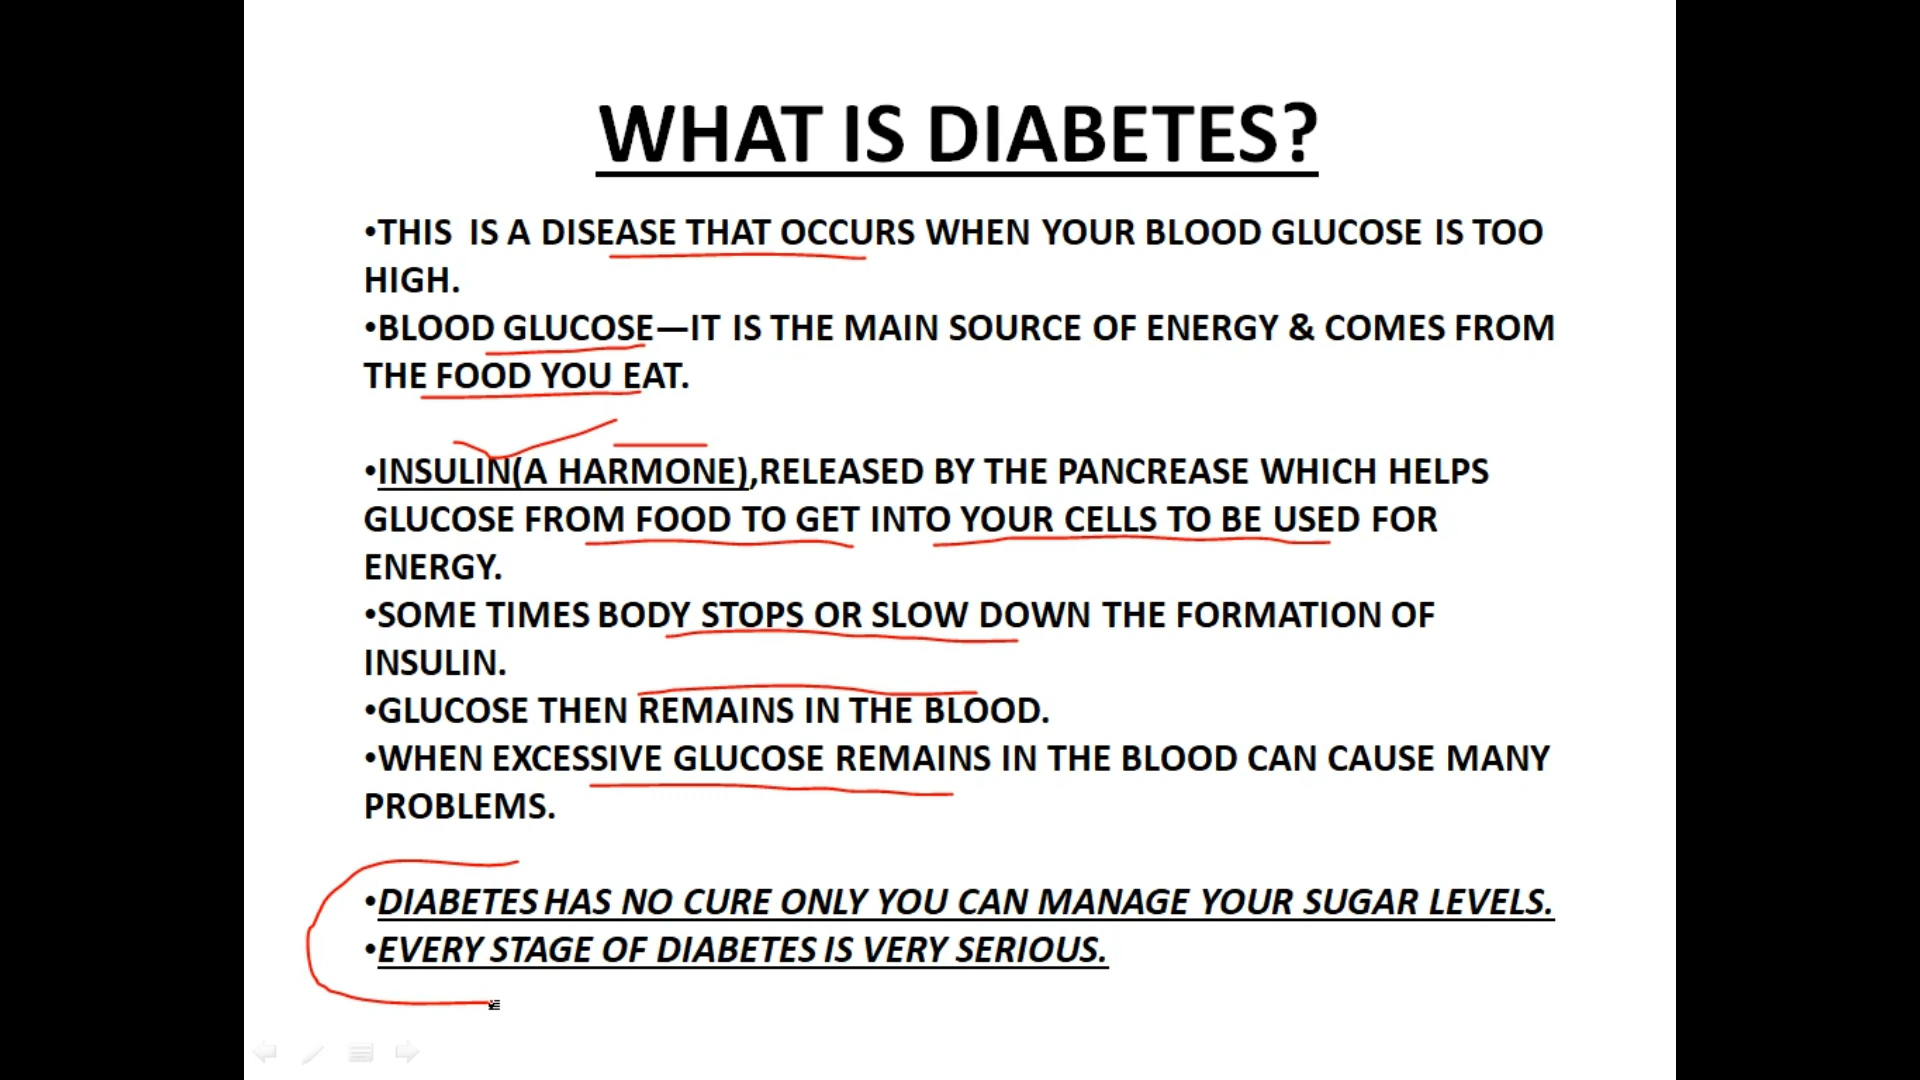 WHAT IS DIABETES?
•THIS IS A DISEASE THAT OCCURS WHEN YOUR BLOOD GLUCOSE IS TOO
HIGH.
•BLOOD GLUCOSE—IT IS THE MAIN SOURCE OF ENERGY & COMES FROM
THE FOOD YOU EAT.
•INSULIN(A HARMONE),RELEASED BY THE PANCREASE WHICH HELPS
GLUCOSE FROM FOOD TO GET INTO YOUR CELLS TO BE USED FOR
ENERGY.
•SOME TIMES BODY STOPS OR SLOW DOWN THE FORMATION OF
INSULIN.
•GLUCOSE THEN REMAINS IN THE BLOOD.
•WHEN EXCESSIVE GLUCOSE REMAINS IN THE BLOOD CAN CAUSE MANY
PROBLEMS.
•DIABETES HAS NO CURE ONLY YOU CAN MANAGE YOUR SUGAR LEVELS.
•EVERY STAGE OF DIABETES IS VERY SERIOUS.